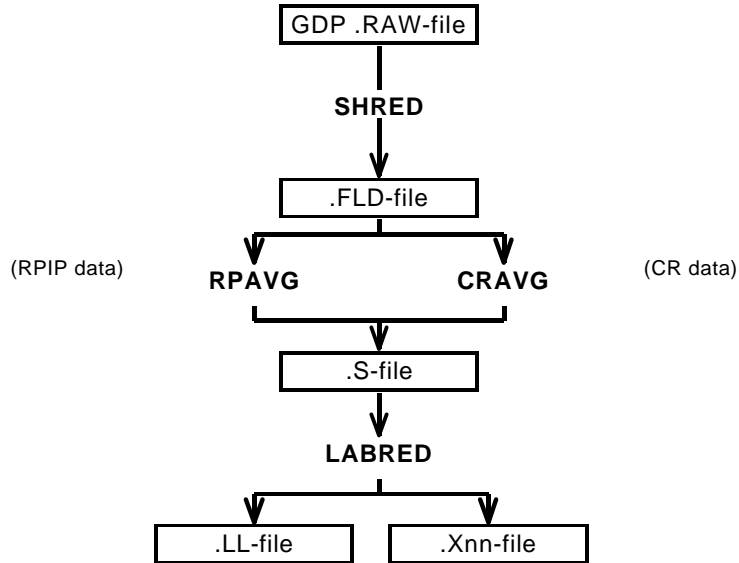 GDP .RAW-file
SHRED
.FLD-file
(RPIP data) RPAVG CRAVG (CR data)
.S-file
LABRED
.LL-file .Xnn-file